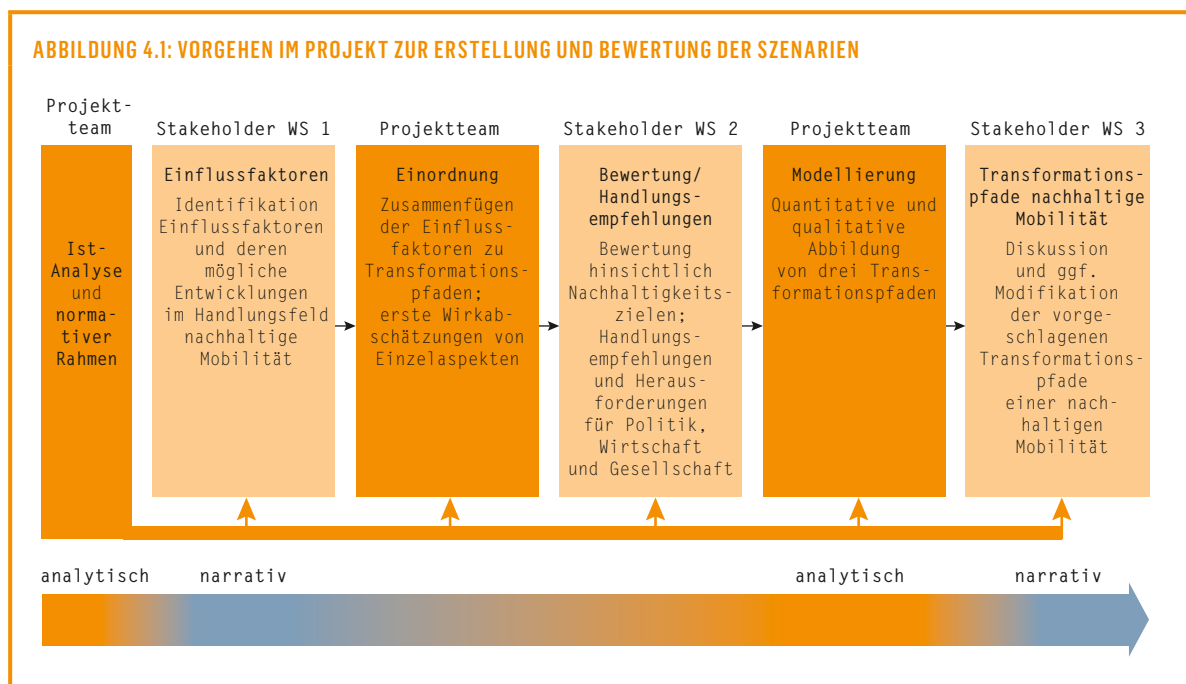 ABBILDUNG 4.1: VORGEHEN IM PROJEKT ZUR ERSTELLUNG UND BEWERTUNG DER SZENARIEN
Projekt-
team
Ist-
Analyse
und
norma-
tiver
Rahmen
Stakeholder WS 1
Einflussfaktoren
Identifikation
Einflussfaktoren
und deren
mögliche
Entwicklungen
im Handlungsfeld
nachhaltige
Mobilität
Projektteam
Einordnung
Zusammenfügen
der Einfluss-
faktoren zu
Transformations-
pfaden;
erste Wirkab-
schätzungen von
Einzelaspekten
Stakeholder WS 2
Bewertung/
Handlungs-
empfehlungen
Bewertung
hinsichtlich
Nachhaltigkeits-
zielen;
Handlungs-
empfehlungen
und Heraus-
forderungen
für Politik,
Wirtschaft
und Gesellschaft
Projektteam
Modellierung
Quantitative und
qualitative
Abbildung
von drei Trans-
formationspfaden
Stakeholder WS 3
Transformations-
pfade nachhaltige
Mobilität
Diskussion
und ggf.
Modifikation
der vorge-
schlagenen
Transformations-
pfade
einer nach-
haltigen
Mobilität
analytisch
narrativ
analytisch
narrativ